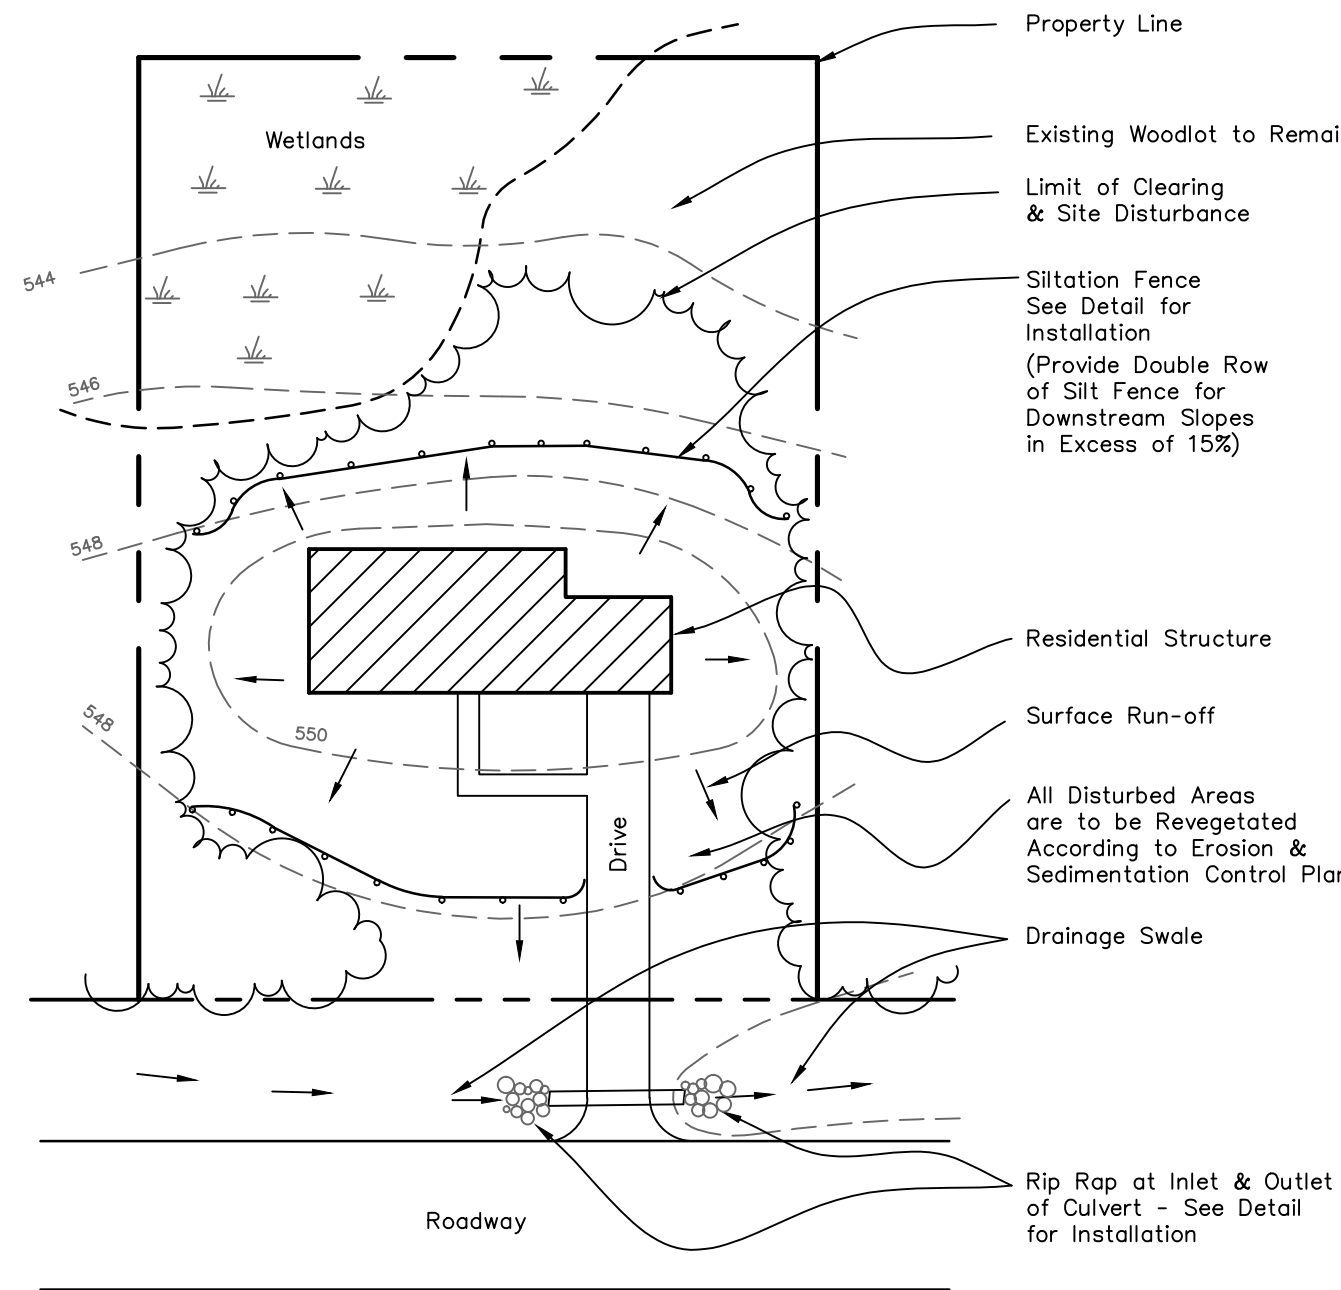 Property Line
Wetlands
Existing Woodlot to Remai
Limit of Clearing
& Site Disturbance
544
Siltation Fence
See Detail for
Installation
(Provide Double Row
of Silt Fence for
Downstream Slopes
in Excess of 15%)
546
548
Residential Structure
548
550
Surface Run-off
All Disturbed Areas
are to be Revegetated
According to Erosion &
Sedimentation Control Plan
Drive
Drainage Swale
Rip Rap at Inlet & Outlet
of Culvert - See Detail
for Installation
Roadway